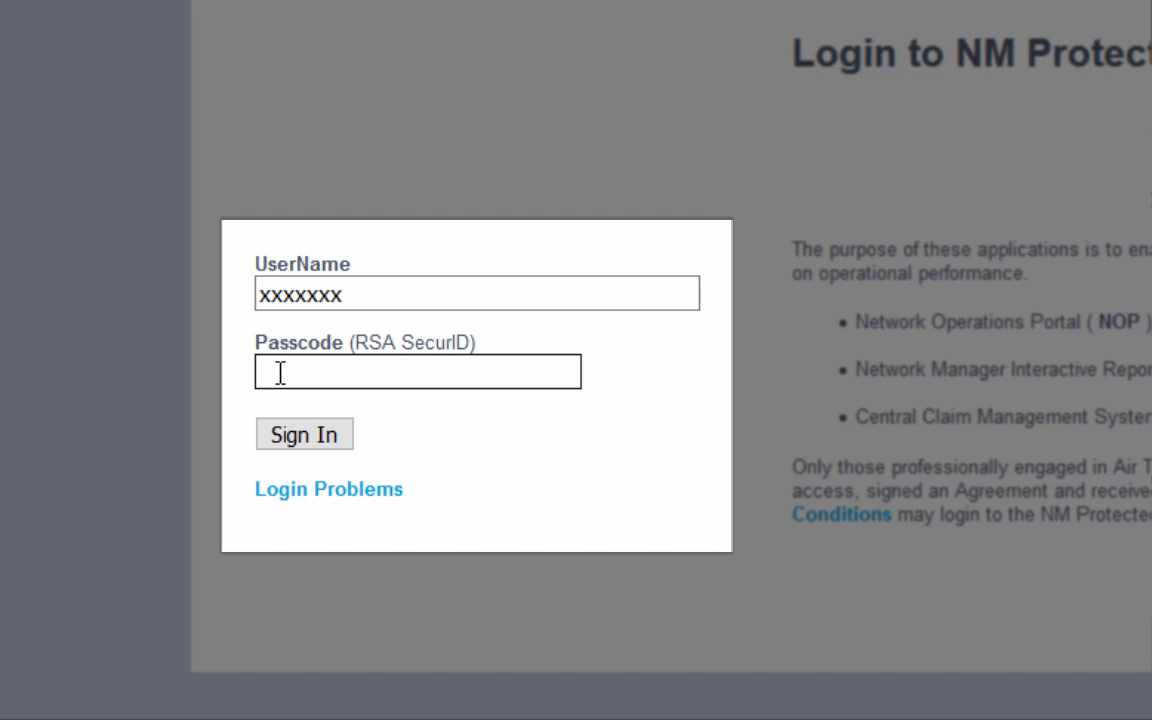 Login to NM Protect
UserName
xxxxxxx
Passcode (RSA SecurID)
Sign In
Login Problems
The purpose of these applications is to ena
on operational performance.
• Network Operations Portal ( NOP )
• Network Manager Interactive Repor
• Central Claim Management System
Only those professionally engaged in Air T
access, signed an Agreement and receive
Conditions may login to the NM Protecte